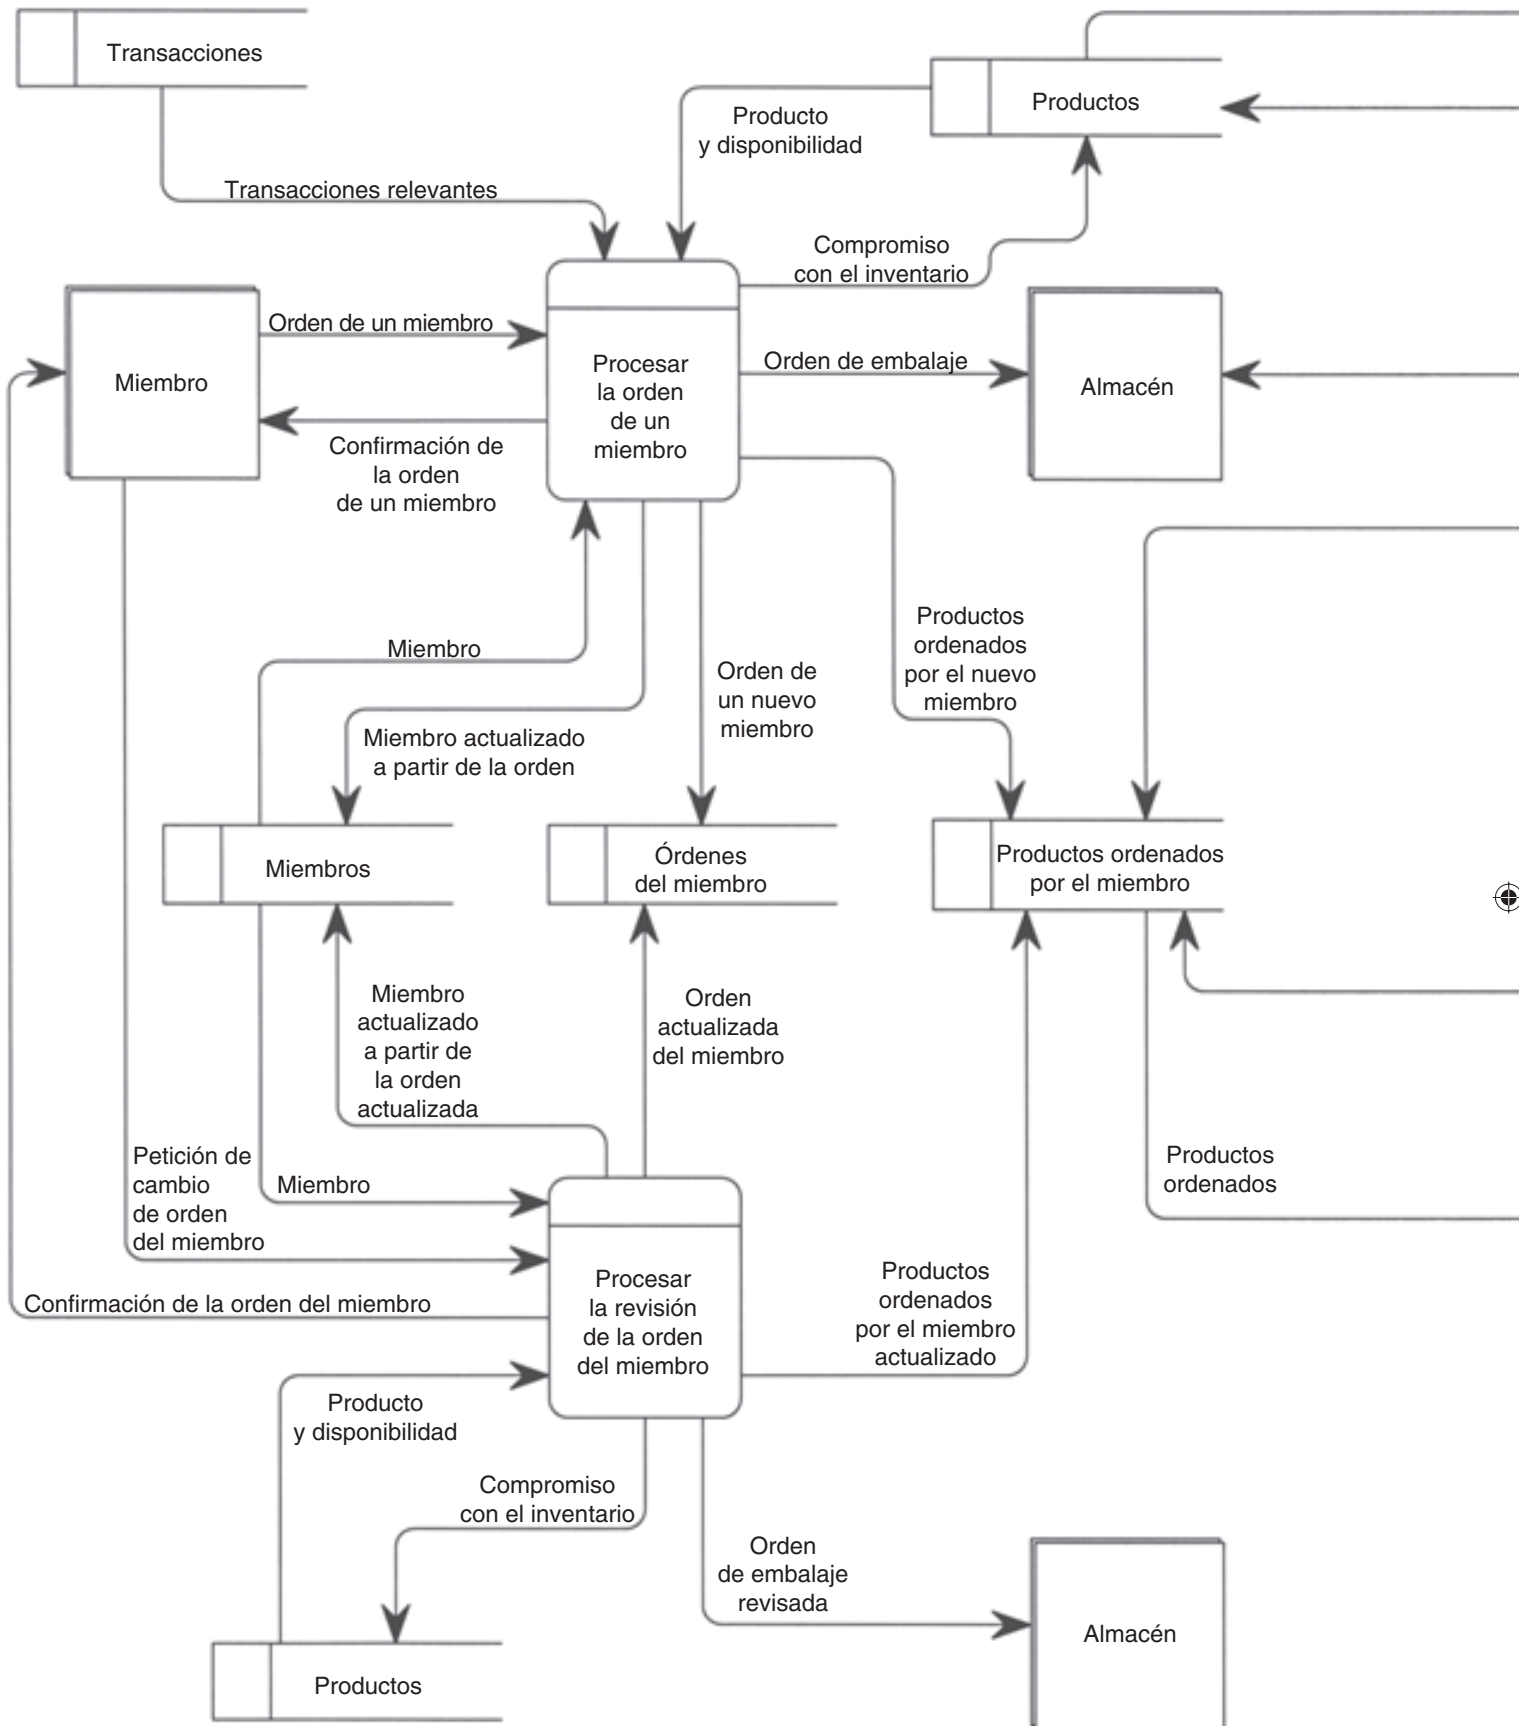 Transacciones
Productos
Producto
y disponibilidad
Transacciones relevantes
Compromiso
con el inventario
Orden de un miembro
Miembro
Procesar
la orden
de un
miembro
Orden de embalaje
Almacén
Confirmación de
la orden
de un miembro
Miembro
Productos
ordenados
por el nuevo
miembro
Orden de
un nuevo
miembro
Miembro actualizado
a partir de la orden
Miembros
Órdenes
del miembro
Productos ordenados
por el miembro
Miembro
actualizado
a partir de
la orden
actualizada
Orden
actualizada
del miembro
Petición de
cambio
de orden
del miembro
Miembro
Productos
ordenados
Confirmación de la orden del miembro
Procesar
la revisión
de la orden
del miembro
Productos
ordenados
por el miembro
actualizado
Producto
y disponibilidad
Compromiso
con el inventario
Orden
de embalaje
revisada
Almacén
Productos